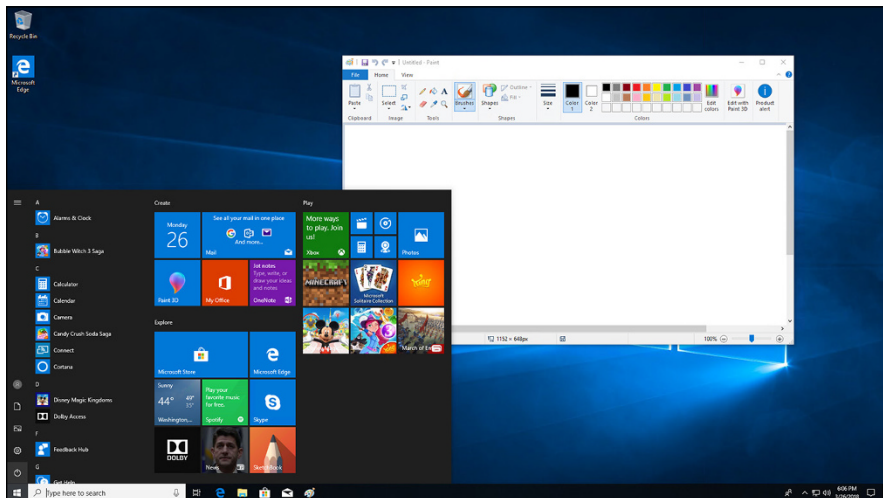 Recycle Bin
Microsoft
Edge
Untitled - Paint
File Home View
Paste
Select
Brushes
Shapes
Outline
Fill
Size
Color
1
Color
2
Edit
colors
Edit with
Paint 3D
Product
alert
Clipboard
Image
Tools
Shapes
Colors
1152 × 648px
100%
A
Alarms & Clock
B
Bubble Witch 3 Saga
C
Calculator
Calendar
Camera
Candy Crush Soda Saga
Connect
Cortana
D
Disney Magic Kingdoms
Dolby Access
F
Feedback Hub
G
Get Help
Create
Monday
26
See all your mail in one place
And more...
Mail
Paint 3D
My Office
Jot notes
Type, write, or
draw your ideas
and notes
OneNote
Explore
Microsoft Store
Microsoft Edge
Sunny
44° 49°
35°
Washington,...
Play your
favorite music
for free.
Spotify
Skype
DOLBY
News
SketchBook
Play
More ways
to play. Join
us!
Xbox
Photos
MINECRAFT
Microsoft
Solitaire Collection
King
March of Em
Type here to search
6:06 PM
3/26/2018